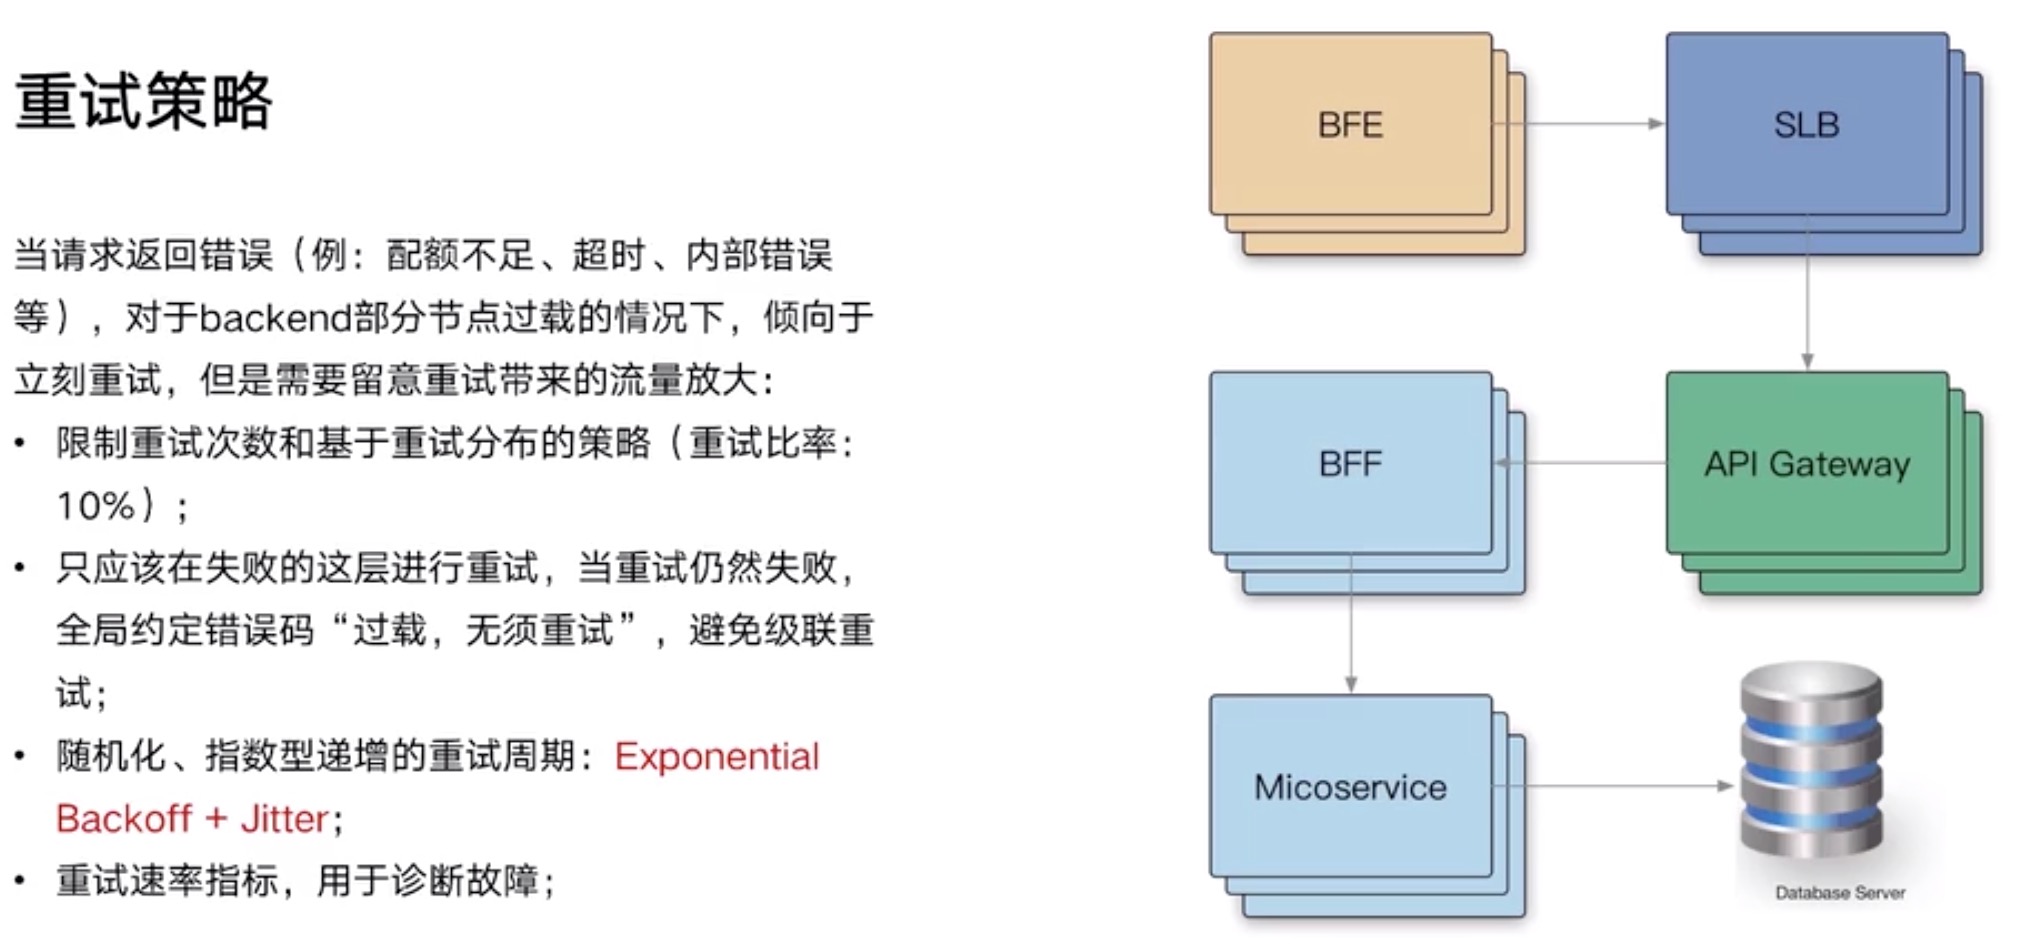 重试策略
当请求返回错误（例：配额不足、超时、内部错误
等），对于backend部分节点过载的情况下，倾向于
立刻重试，但是需要留意重试带来的流量放大：
• 限制重试次数和基于重试分布的策略（重试比率：
10%）；
• 只应该在失败的这层进行重试，当重试仍然失败，
全局约定错误码“过载，无须重试”，避免级联重
试；
• 随机化、指数型递增的重试周期：Exponential
Backoff + Jitter；
• 重试速率指标，用于诊断故障；
BFE
SLB
BFF
API Gateway
Micoservice
Database Server